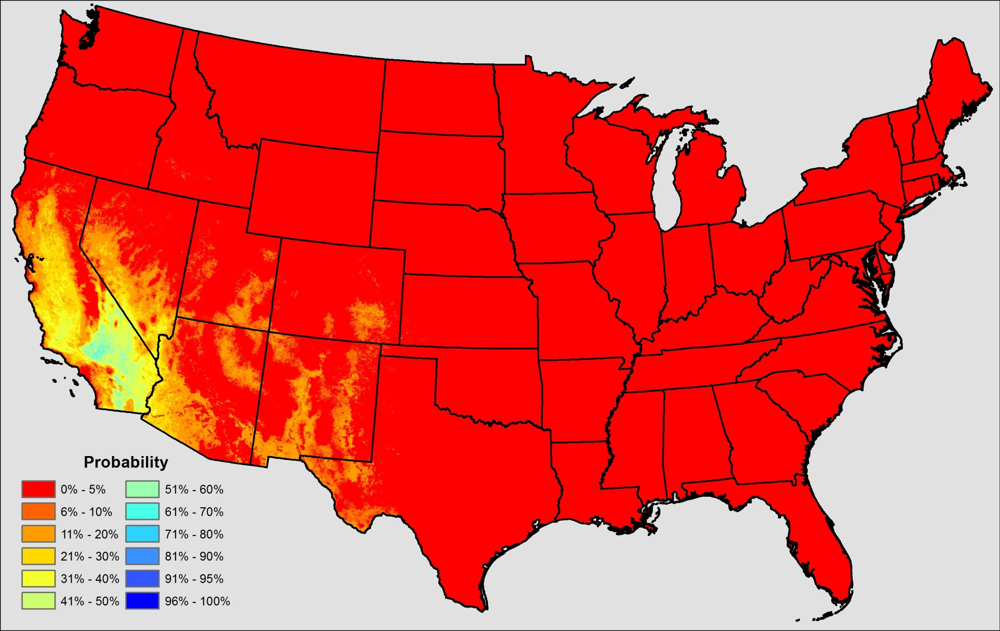 Probability
0% - 5%
6% - 10%
11% - 20%
21% - 30%
31% - 40%
41% - 50%
51% - 60%
61% - 70%
71% - 80%
81% - 90%
91% - 95%
96% - 100%